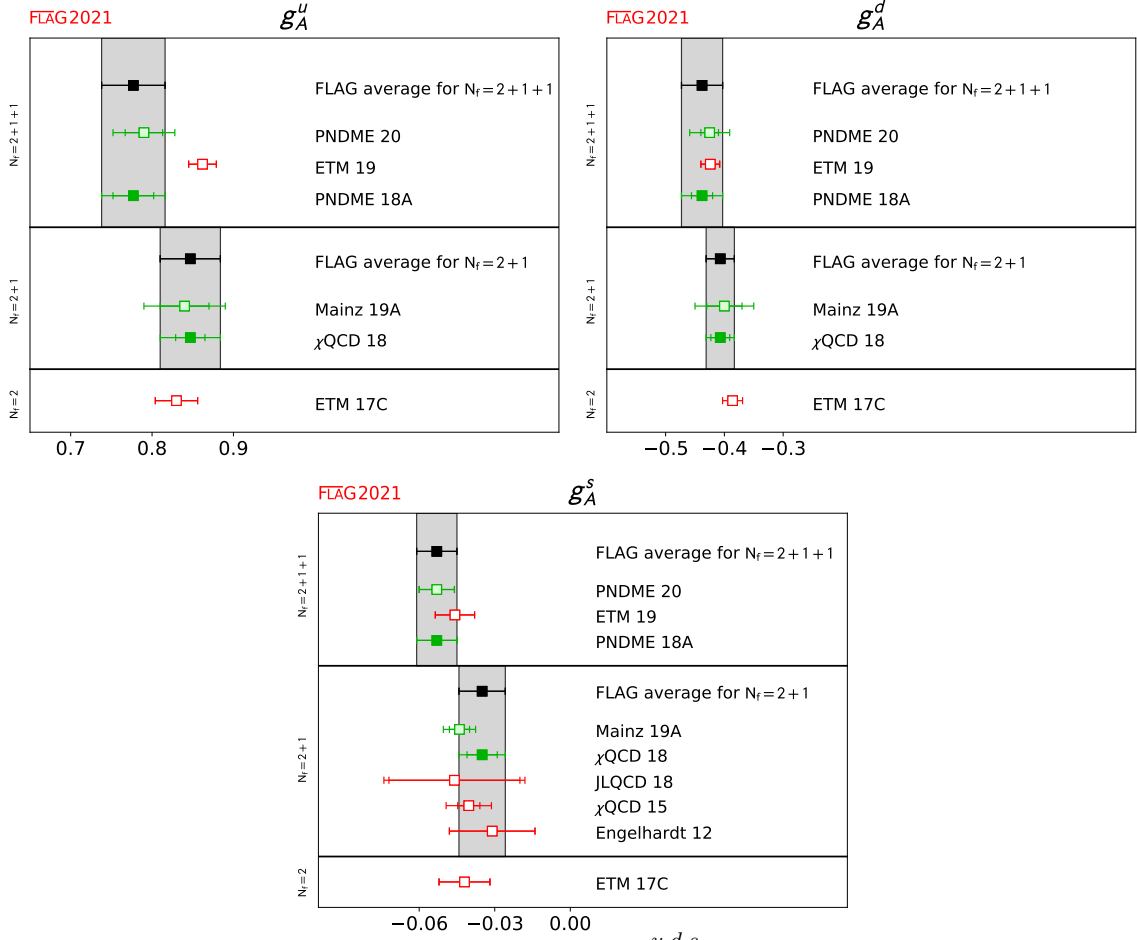 FLAG2021
g_A^u
N_f=2+1+1
FLAG average for N_f=2+1+1
PNDME 20
ETM 19
PNDME 18A
N_f=2+1
FLAG average for N_f=2+1
Mainz 19A
χQCD 18
N_f=2
ETM 17C
0.7 0.8 0.9
FLAG2021
g_A^d
N_f=2+1+1
FLAG average for N_f=2+1+1
PNDME 20
ETM 19
PNDME 18A
N_f=2+1
FLAG average for N_f=2+1
Mainz 19A
χQCD 18
N_f=2
ETM 17C
−0.5 −0.4 −0.3
FLAG2021
g_A^s
N_f=2+1+1
FLAG average for N_f=2+1+1
PNDME 20
ETM 19
PNDME 18A
N_f=2+1
FLAG average for N_f=2+1
Mainz 19A
χQCD 18
JLQCD 18
χQCD 15
Engelhardt 12
N_f=2
ETM 17C
−0.06 −0.03 0.00